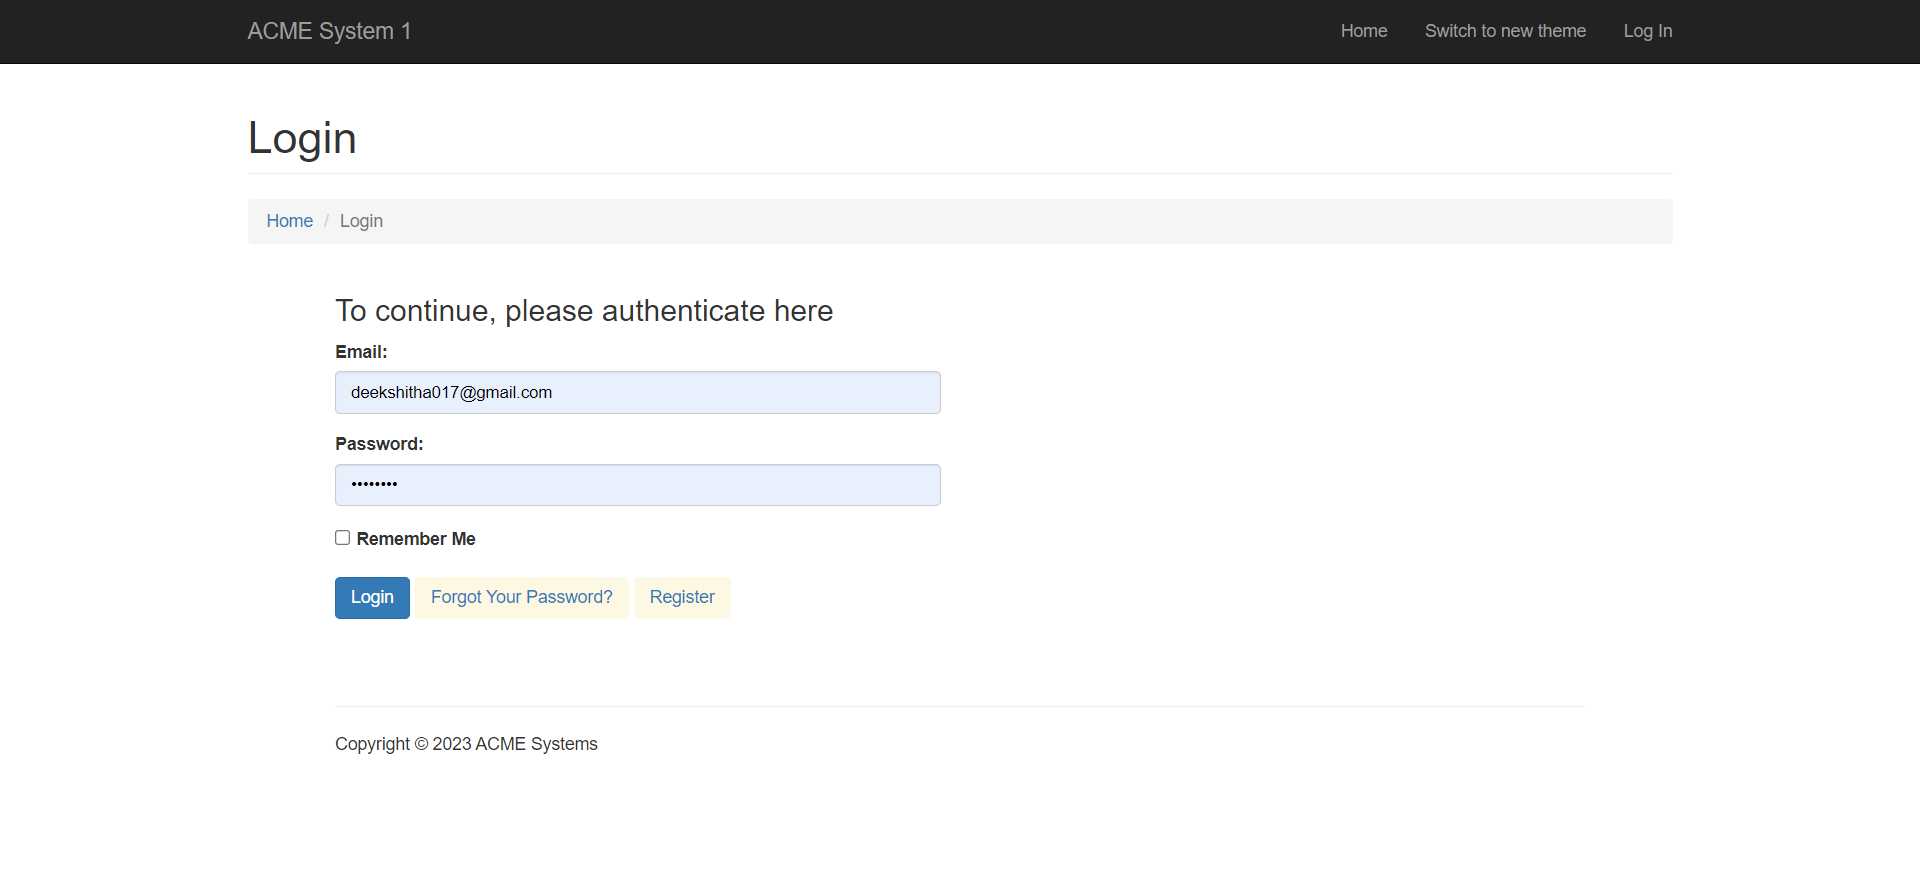 ACME System 1 Home Switch to new theme Log In
Login
Home / Login
To continue, please authenticate here
Email:
deekshitha017@gmail.com
Password:
••••••••
Remember Me
Login Forgot Your Password? Register
Copyright © 2023 ACME Systems